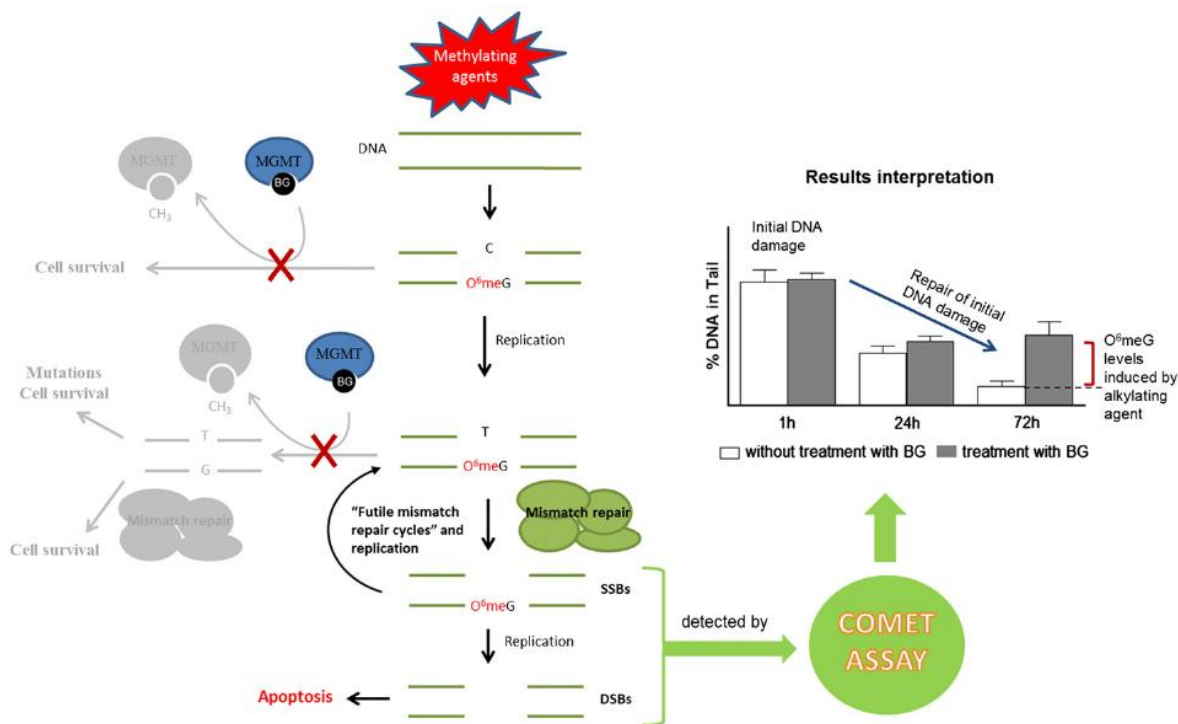 Methylating
agents
DNA
MGMT
CH3
MGMT
BG
Cell survival
C
O6meG
Replication
MGMT
CH3
MGMT
BG
Mutations
Cell survival
T
G
T
O6meG
Mismatch repair
Cell survival
"Futile mismatch
repair cycles" and
replication
Mismatch repair
SSBs
O6meG
Replication
Apoptosis
DSBs
detected by
COMET
ASSAY
Results interpretation
% DNA in Tail
Initial DNA
damage
Repair of initial
DNA damage
O6meG
levels
induced by
alkylating
agent
1h
24h
72h
without treatment with BG
treatment with BG